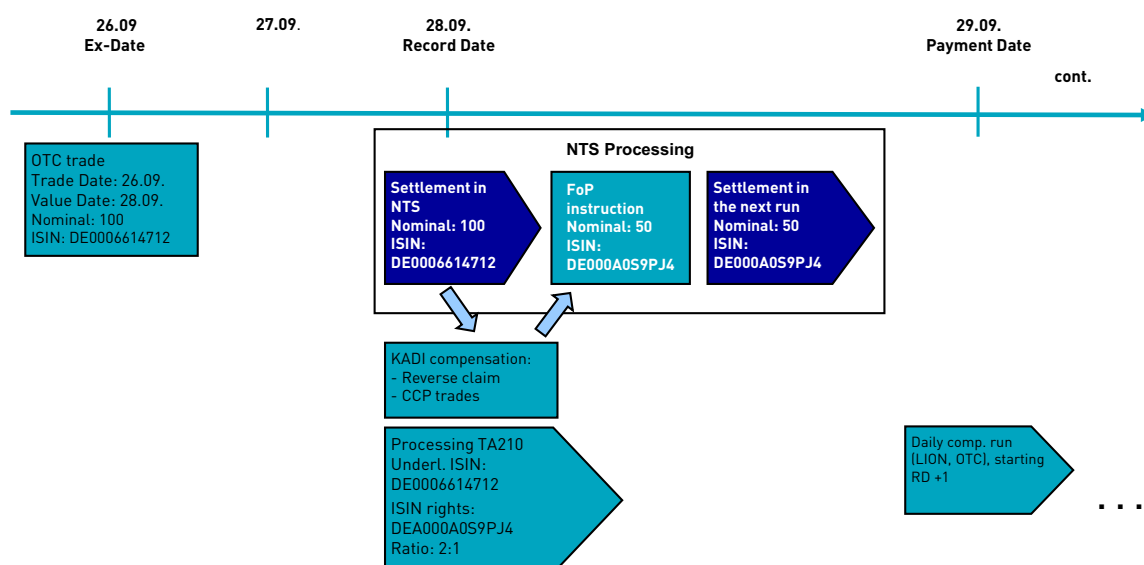 26.09
Ex-Date
27.09.
28.09.
Record Date
29.09.
Payment Date
cont.
OTC trade
Trade Date: 26.09.
Value Date: 28.09.
Nominal: 100
ISIN: DE0006614712
NTS Processing
Settlement in
NTS
Nominal: 100
ISIN:
DE0006614712
FoP
instruction
Nominal: 50
ISIN:
DE000A0S9PJ4
Settlement in
the next run
Nominal: 50
ISIN:
DE000A0S9PJ4
KADI compensation:
- Reverse claim
- CCP trades
Processing TA210
Underl. ISIN:
DE0006614712
ISIN rights:
DEA000A0S9PJ4
Ratio: 2:1
Daily comp. run
(LION, OTC), starting
RD +1
. . .